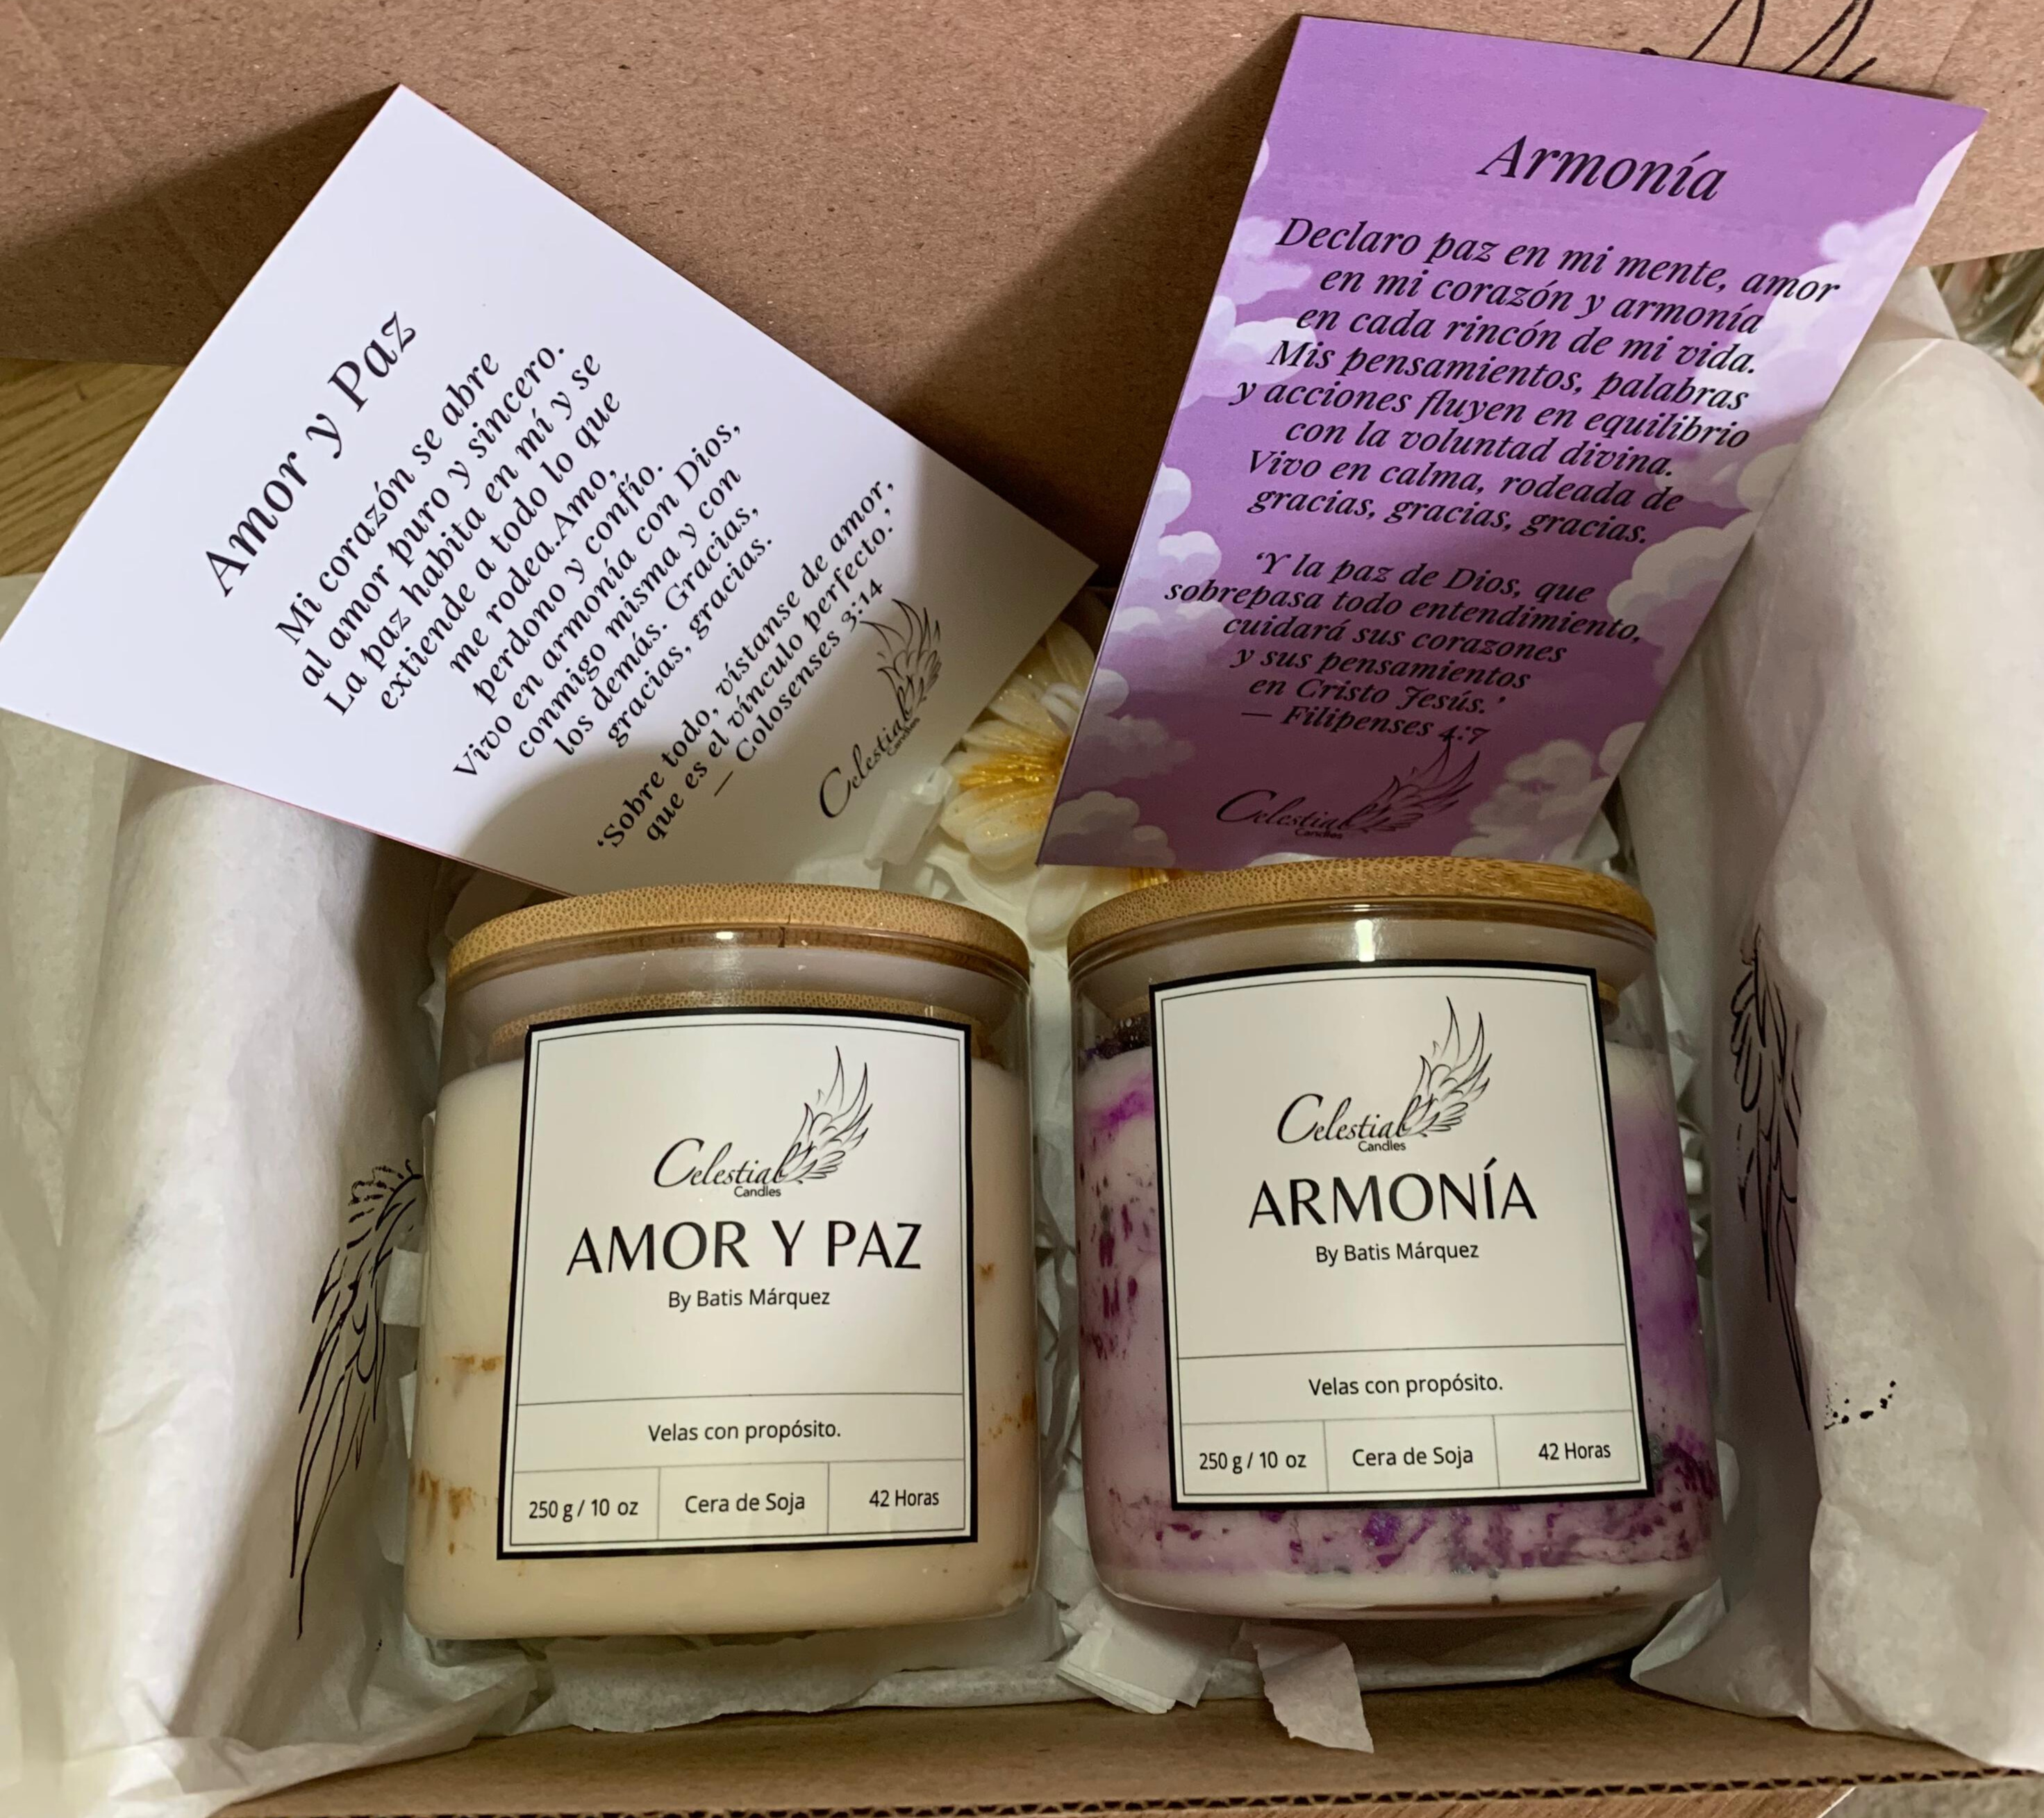 Amor y Paz
Mi corazón se abre
al amor puro y sincero.
La paz habita en mí y se
extiende a todo lo que
me rodea.Amo,
perdono y confío.
Vivo en armonía con Dios,
conmigo misma y con
los demás. Gracias,
gracias, gracias.
‘Sobre todo, vístanse de amor,
que es el vínculo perfecto.’
— Colosenses 3:14
Celestial
Candles
Armonía
Declaro paz en mi mente, amor
en mi corazón y armonía
en cada rincón de mi vida.
Mis pensamientos, palabras
y acciones fluyen en equilibrio
con la voluntad divina.
Vivo en calma, rodeada de
gracias, gracias, gracias.
‘Y la paz de Dios, que
sobrepasa todo entendimiento,
cuidará sus corazones
y sus pensamientos
en Cristo Jesús.’
— Filipenses 4:7
Celestial
Candles
Celestial
Candles
AMOR Y PAZ
By Batis Márquez
Velas con propósito.
250 g / 10 oz
Cera de Soja
42 Horas
Celestial
Candles
ARMONÍA
By Batis Márquez
Velas con propósito.
250 g / 10 oz
Cera de Soja
42 Horas